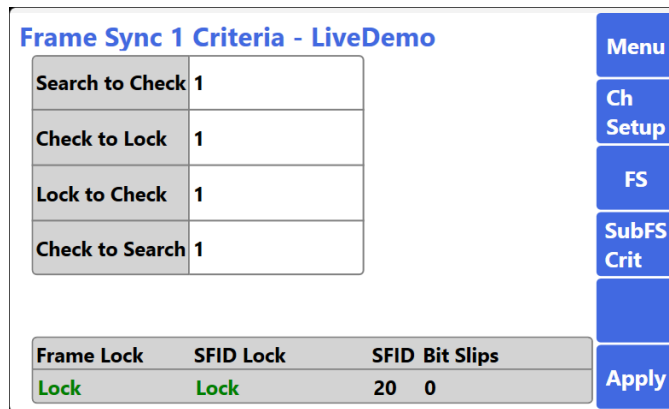 Frame Sync 1 Criteria - LiveDemo
Search to Check 1
Check to Lock 1
Lock to Check 1
Check to Search 1
Frame Lock SFID Lock SFID Bit Slips
Lock Lock 20 0
Menu
Ch
Setup
FS
SubFS
Crit
Apply